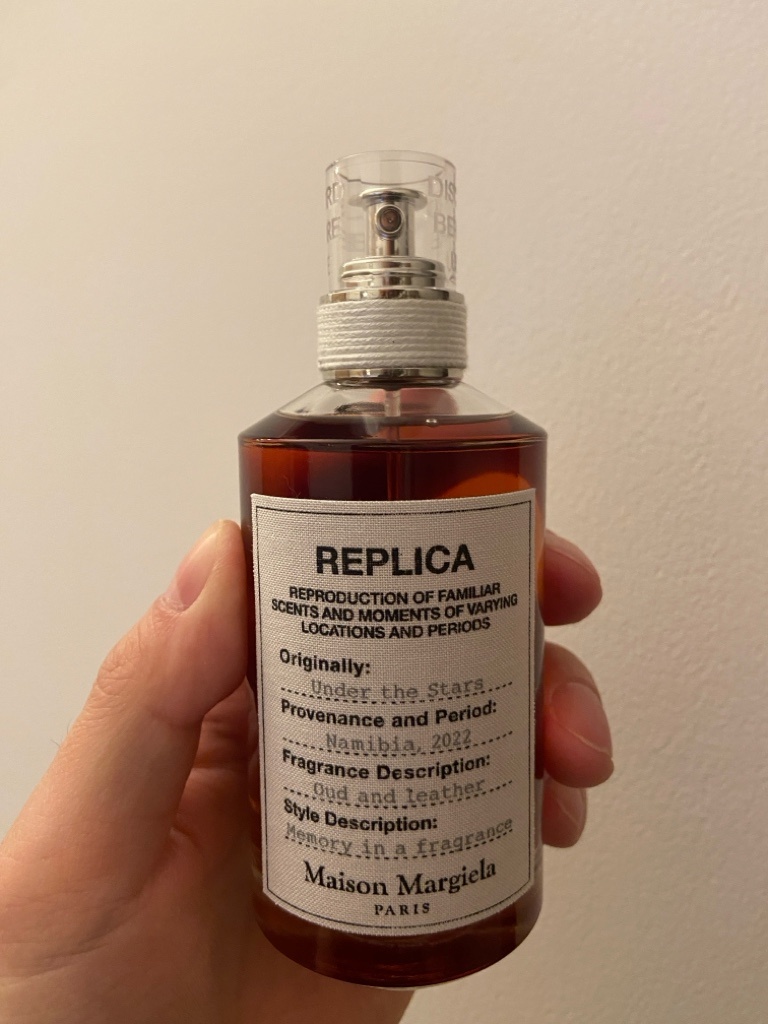 REPLICA
REPRODUCTION OF FAMILIAR
SCENTS AND MOMENTS OF VARYING
LOCATIONS AND PERIODS
Originally:
Under the Stars
Provenance and Period:
Namibia, 2022
Fragrance Description:
Oud and leather
Style Description:
Memory in a fragrance
Maison Margiela
PARIS